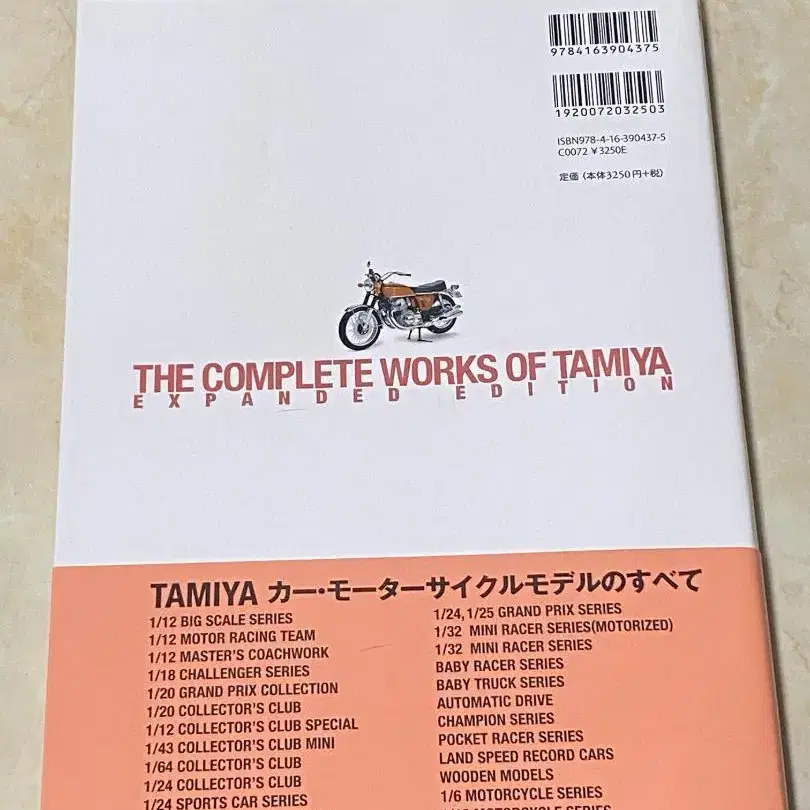 9784163904375
1920072032503
ISBN978-4-16-390437-5
C0072 ¥3250E
定価（本体3250円+税）
THE COMPLETE WORKS OF TAMIYA
EXPANDED EDITION
TAMIYA カー・モーターサイクルモデルのすべて
1/12 BIG SCALE SERIES
1/12 MOTOR RACING TEAM
1/12 MASTER'S COACHWORK
1/18 CHALLENGER SERIES
1/20 GRAND PRIX COLLECTION
1/20 COLLECTOR'S CLUB
1/12 COLLECTOR'S CLUB SPECIAL
1/43 COLLECTOR'S CLUB MINI
1/64 COLLECTOR'S CLUB
1/24 COLLECTOR'S CLUB
1/24 SPORTS CAR SERIES
1/24, 1/25 GRAND PRIX SERIES
1/32 MINI RACER SERIES(MOTORIZED)
1/32 MINI RACER SERIES
BABY RACER SERIES
BABY TRUCK SERIES
AUTOMATIC DRIVE
CHAMPION SERIES
POCKET RACER SERIES
LAND SPEED RECORD CARS
WOODEN MODELS
1/6 MOTORCYCLE SERIES
MOTORCYCLE SERIES